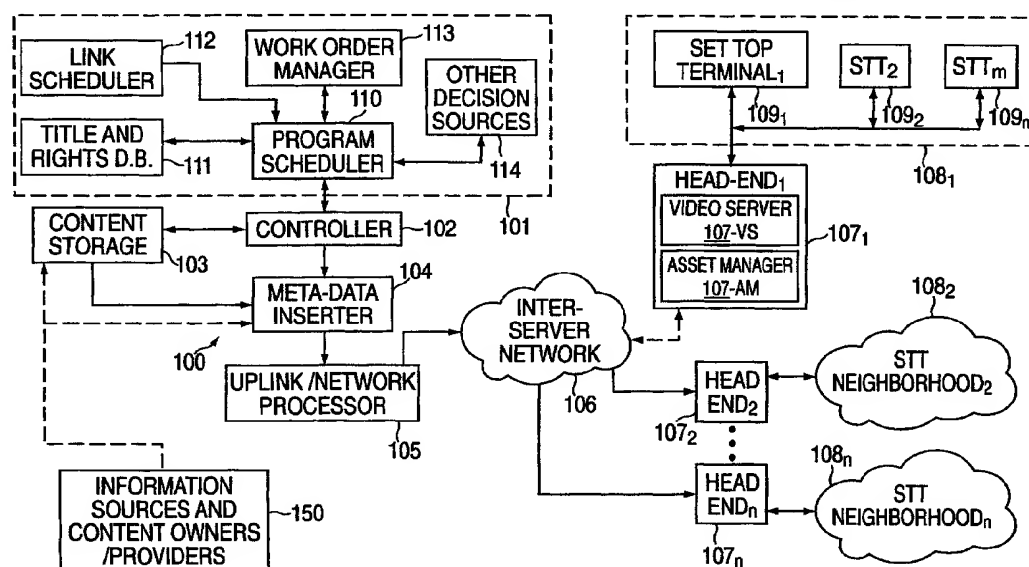 LINK
SCHEDULER
112
WORK ORDER
MANAGER
113
110
OTHER
DECISION
SOURCES
114
TITLE AND
RIGHTS D.B.
111
PROGRAM
SCHEDULER
101
CONTENT
STORAGE
103
CONTROLLER
102
META-DATA
INSERTER
104
100
UPLINK/NETWORK
PROCESSOR
105
INFORMATION
SOURCES AND
CONTENT OWNERS
/PROVIDERS
150
INTER-
SERVER
NETWORK
106
SET TOP
TERMINAL1
1091
STT2
1092
STTm
109n
1081
HEAD-END1
VIDEO SERVER
107-VS
ASSET MANAGER
107-AM
1071
HEAD
END2
1072
1082
STT
NEIGHBORHOOD2
HEAD
ENDn
107n
108n
STT
NEIGHBORHOODn